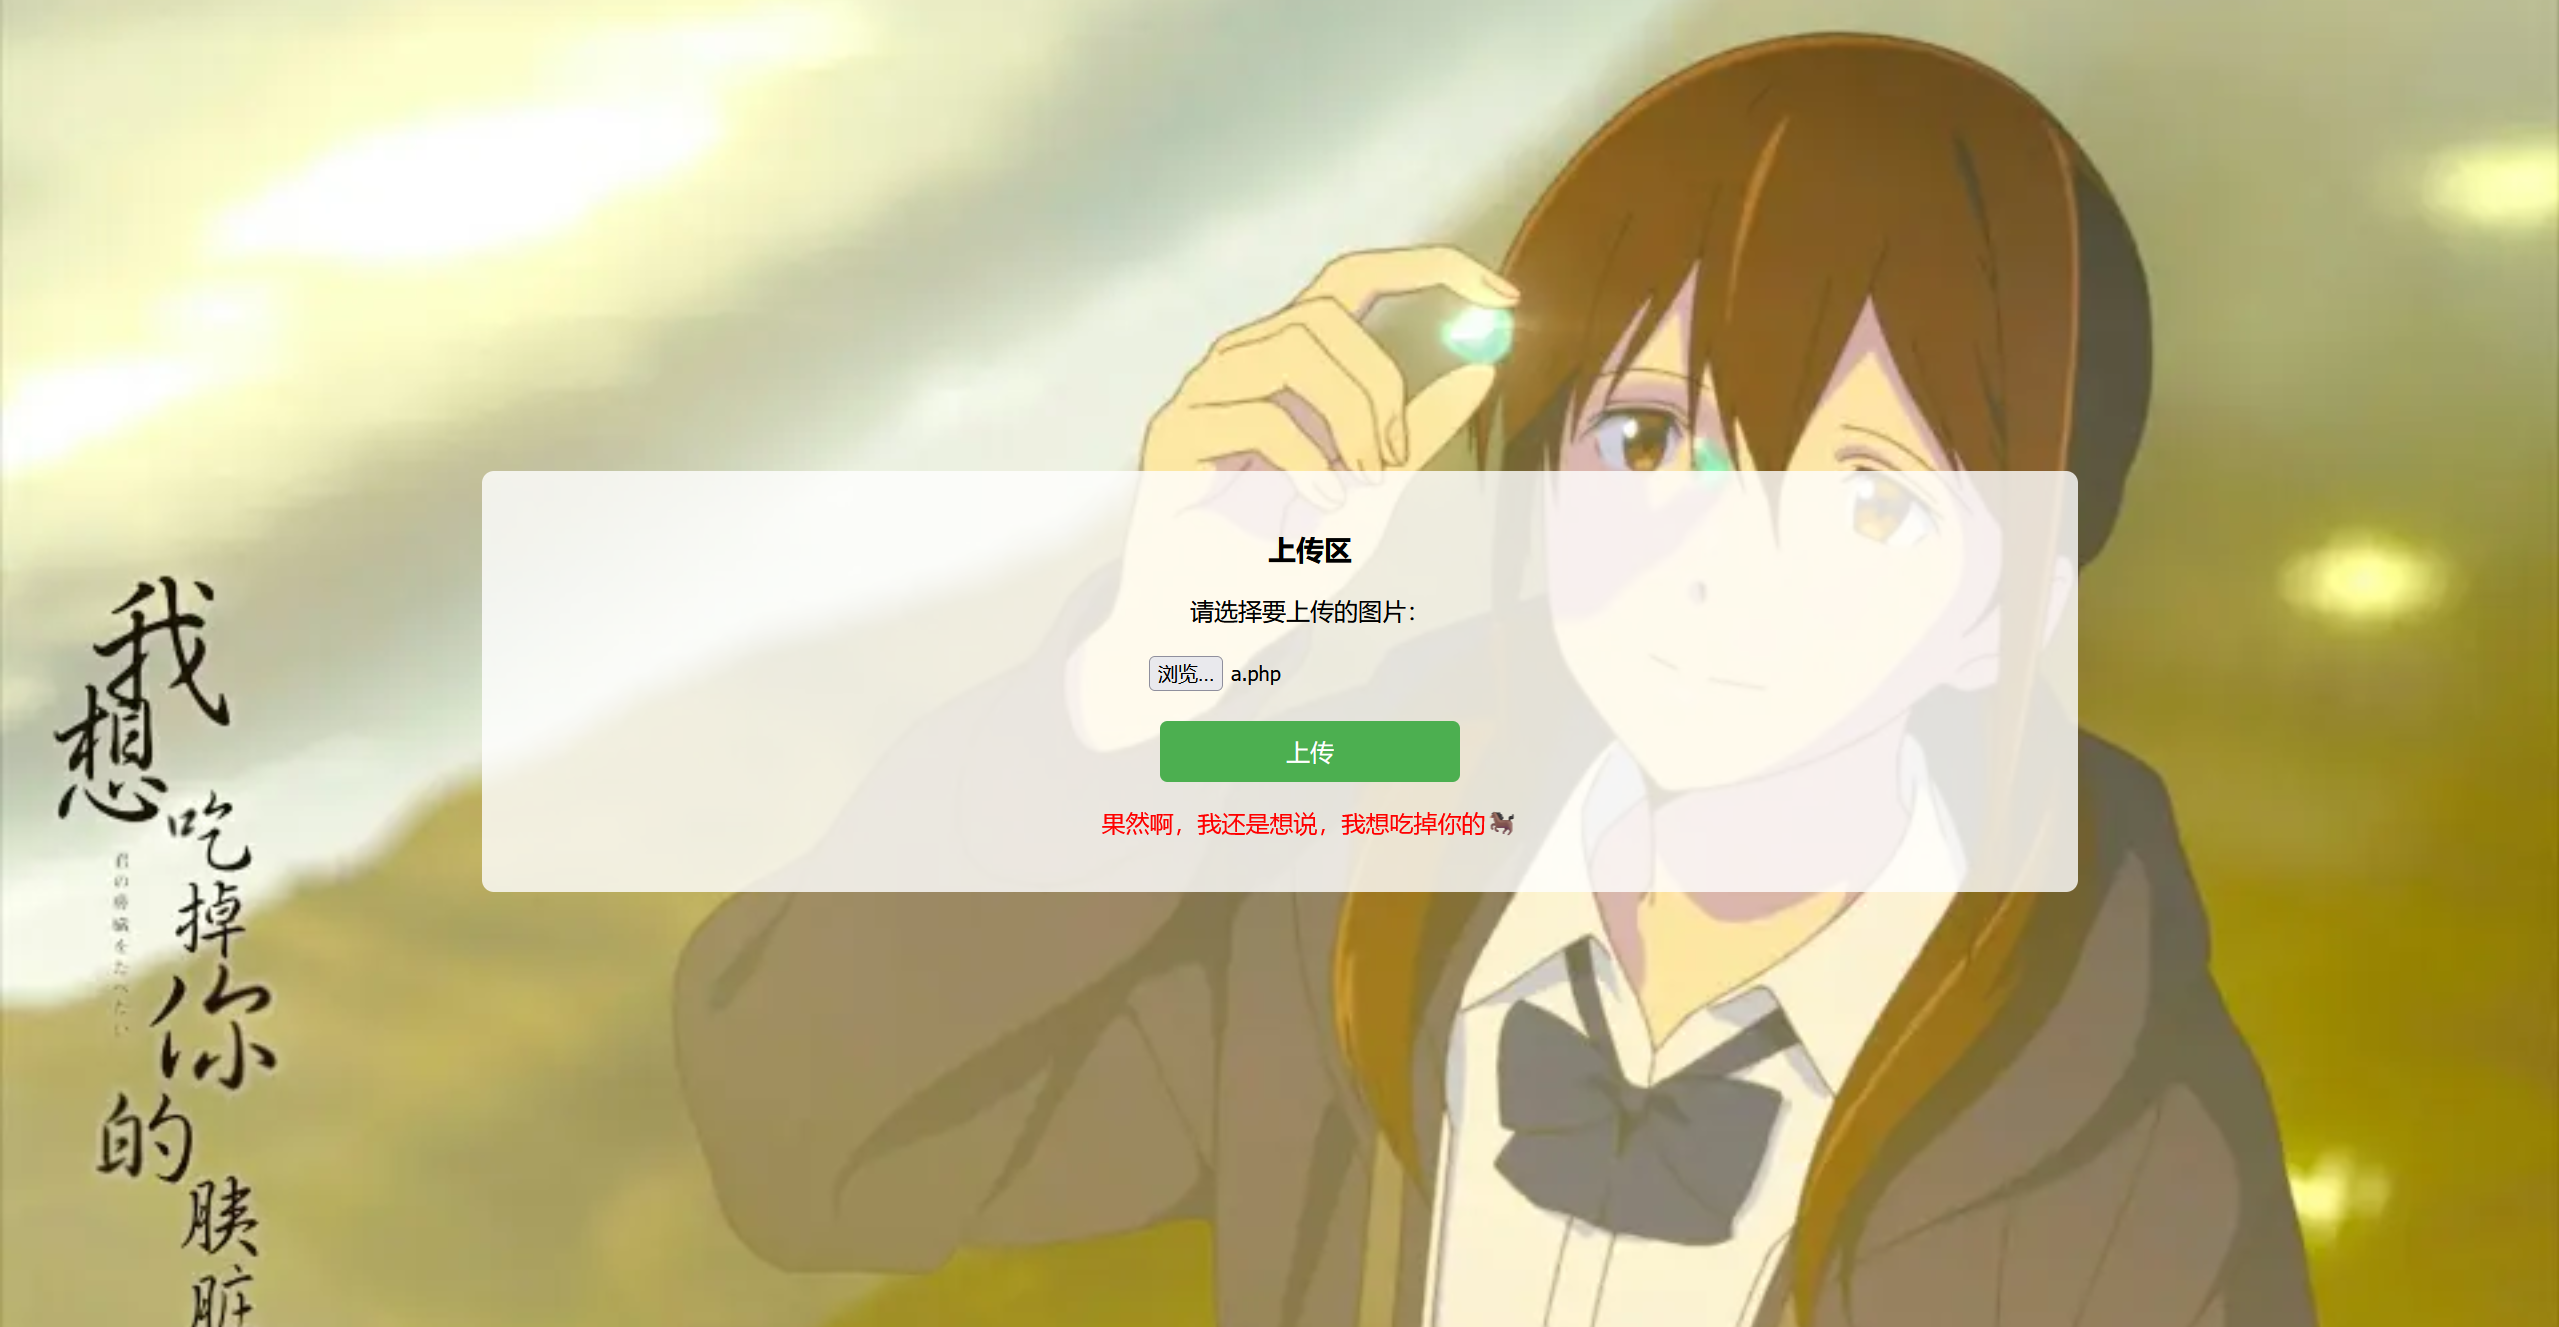 上传区
请选择要上传的图片：
浏览... a.php
上传
果然啊，我还是想说，我想吃掉你的🐎
我想吃掉你的胰脏
君の膵臓をたべたい